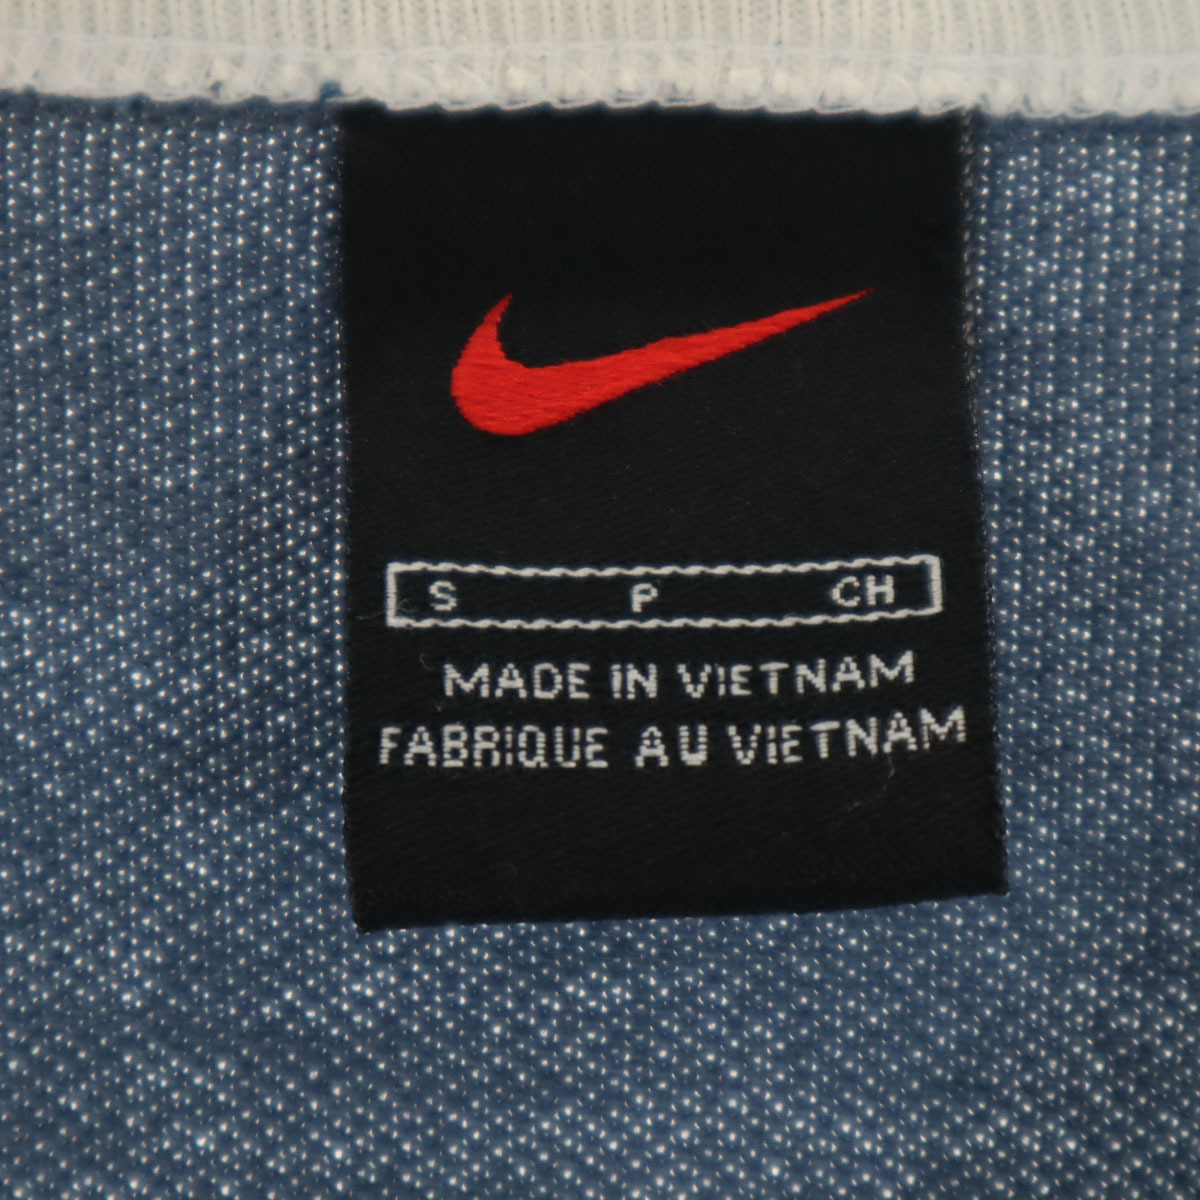 S P CH
MADE IN VIETNAM
FABRIQUE AU VIETNAM